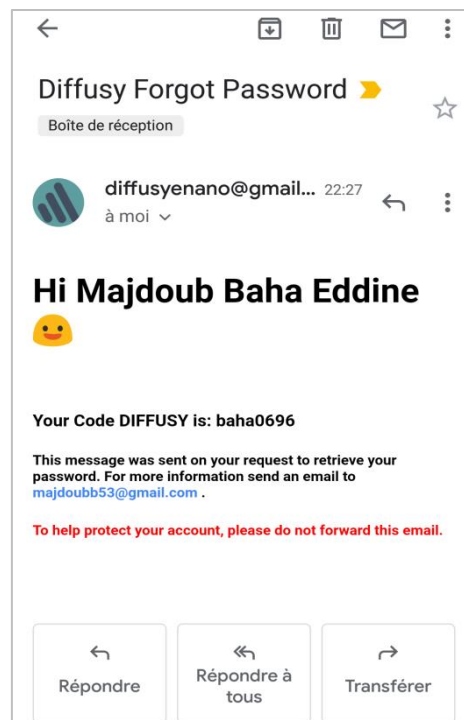 Diffusy Forgot Password
Boîte de réception
diffusyenano@gmail... 22:27
à moi
Hi Majdoub Baha Eddine
Your Code DIFFUSY is: baha0696
This message was sent on your request to retrieve your
password. For more information send an email to
majdoubb53@gmail.com .
To help protect your account, please do not forward this email.
Répondre
Répondre à
tous
Transférer